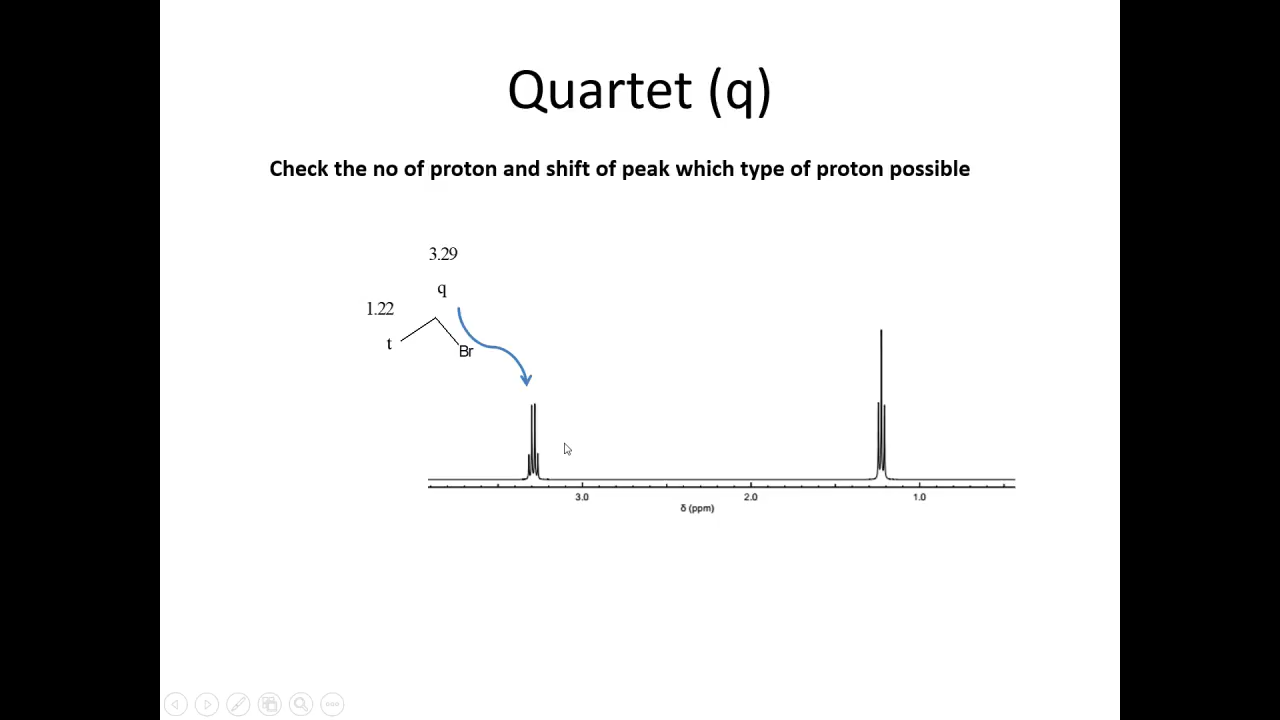 Quartet (q)
Check the no of proton and shift of peak which type of proton possible
3.29
q
1.22
t
Br
3.0
2.0
1.0
δ (ppm)